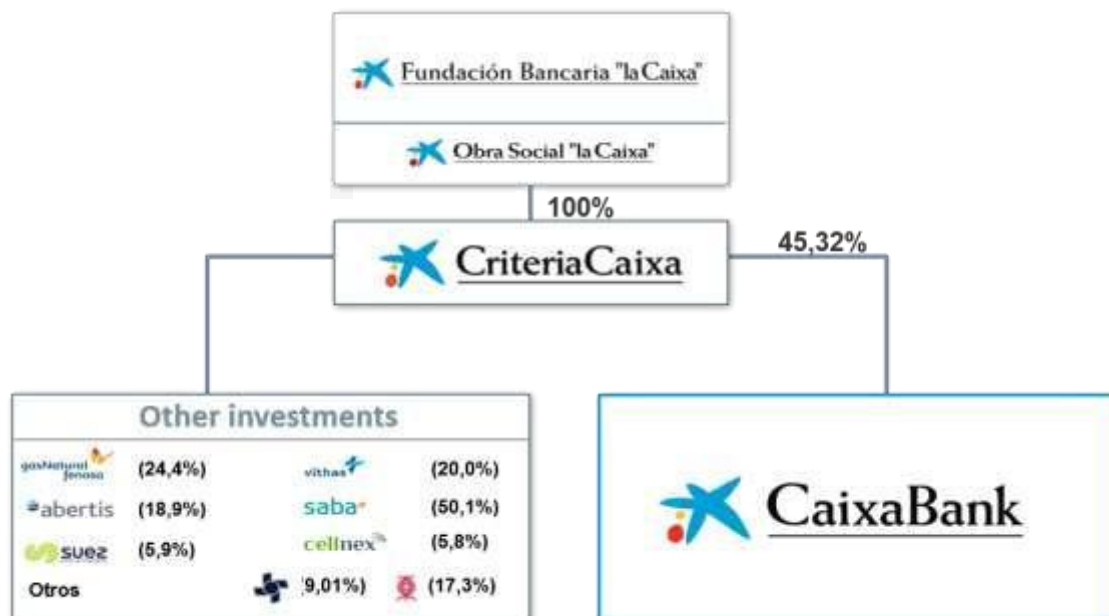 Fundación Bancaria "la Caixa"
Obra Social "la Caixa"
100%
CriteriaCaixa
45,32%
Other investments
gasNatural fenosa (24,4%) vithas (20,0%)
abertis (18,9%) saba (50,1%)
suez (5,9%) cellnex (5,8%)
Otros (9,01%) (17,3%)
CaixaBank